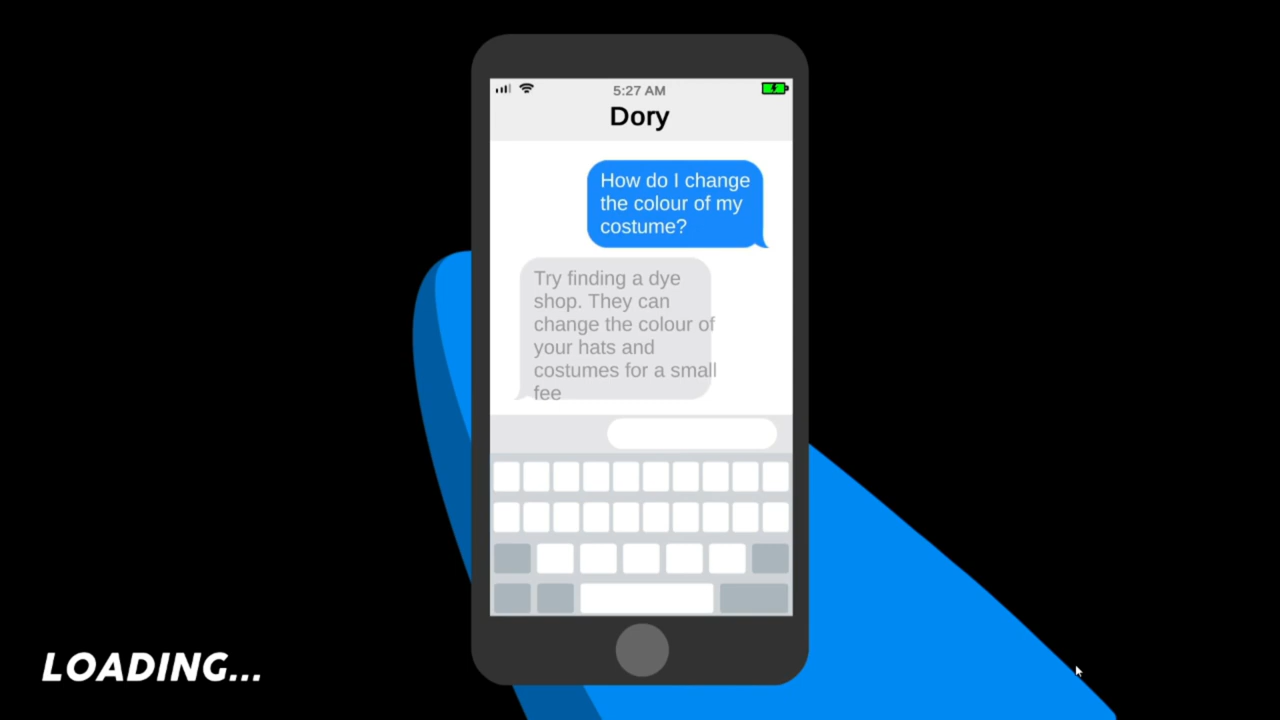 5:27 AM
Dory
How do I change
the colour of my
costume?
Try finding a dye
shop. They can
change the colour of
your hats and
costumes for a small
fee
LOADING...